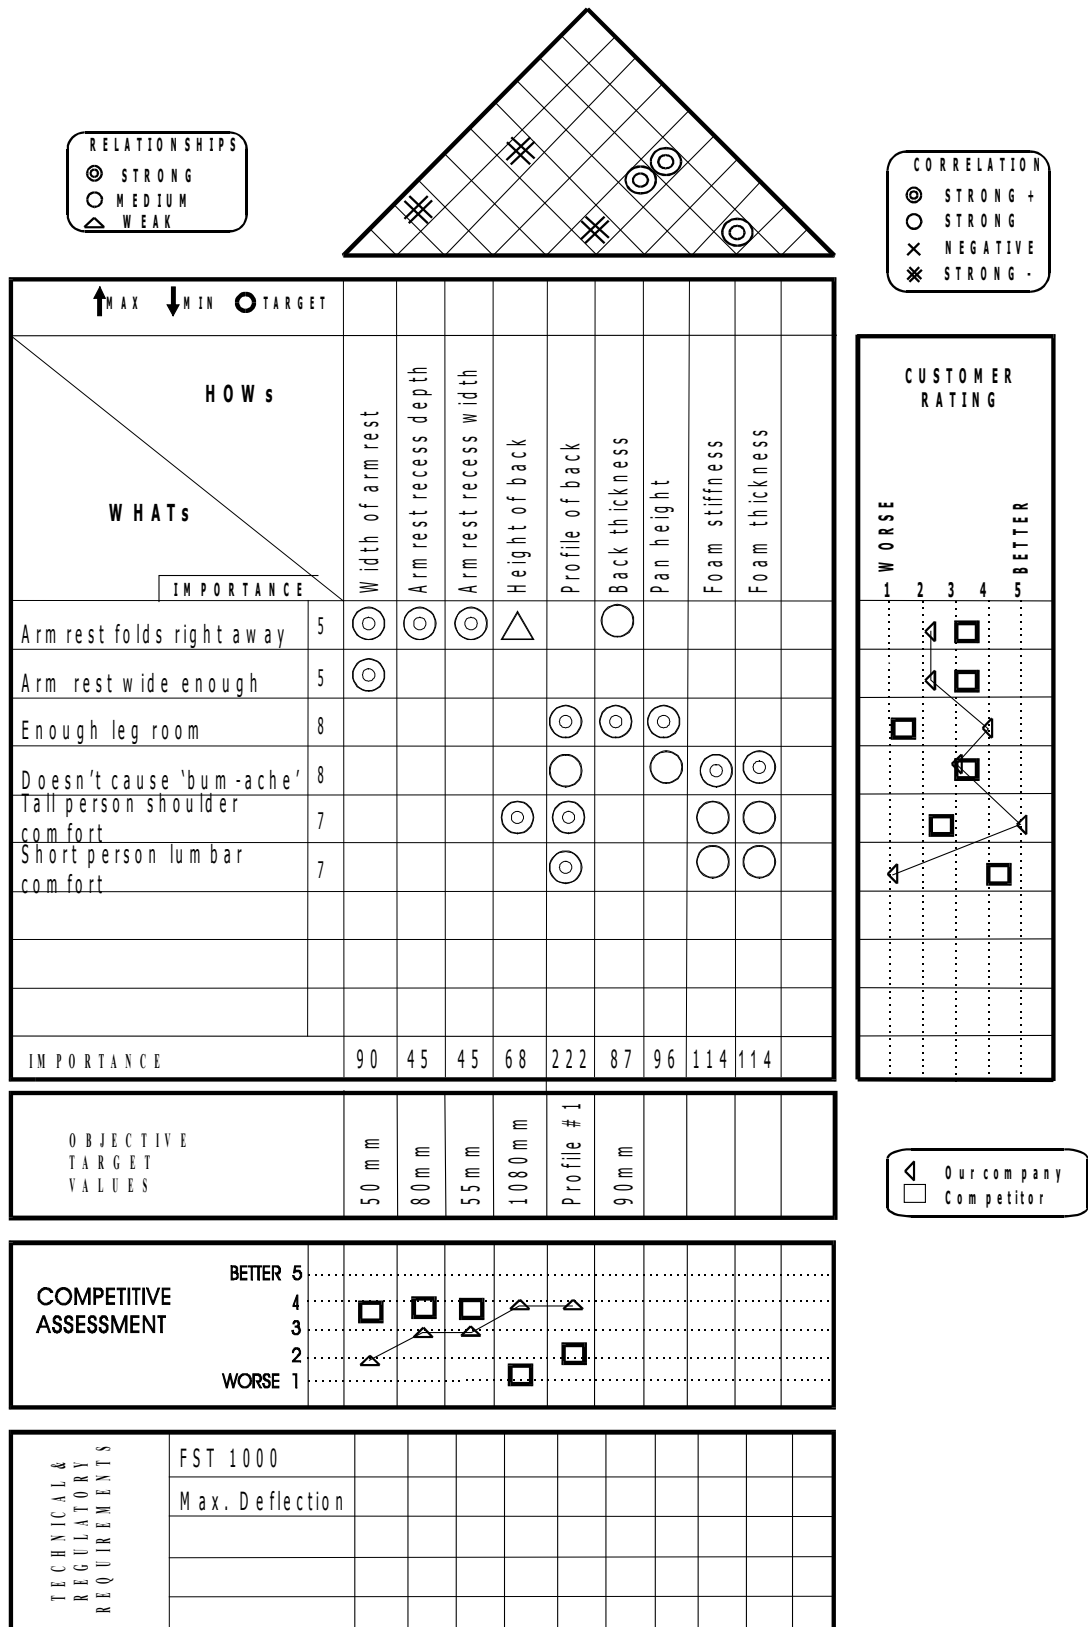 RELATIONSHIPS
STRONG
MEDIUM
WEAK
CORRELATION
STRONG +
STRONG
NEGATIVE
STRONG -
MAX MIN TARGET
HOWs
WHATs
IMPORTANCE
Width of arm rest
Arm rest recess depth
Arm rest recess width
Height of back
Profile of back
Back thickness
Pan height
Foam stiffness
Foam thickness
CUSTOMER
RATING
WORSE
BETTER
1 2 3 4 5
Arm rest folds right away 5
Arm rest wide enough 5
Enough leg room 8
Doesn't cause 'bum-ache' 8
Tall person shoulder
comfort 7
Short person lumbar
comfort 7
IMPORTANCE 90 45 45 68 222 87 96 114 114
OBJECTIVE
TARGET
VALUES
50mm
80mm
55mm
1080mm
Profile #1
90mm
Our company
Competitor
COMPETITIVE
ASSESSMENT
BETTER 5
4
3
2
WORSE 1
TECHNICAL &
REGULATORY
REQUIREMENTS
FST 1000
Max. Deflection